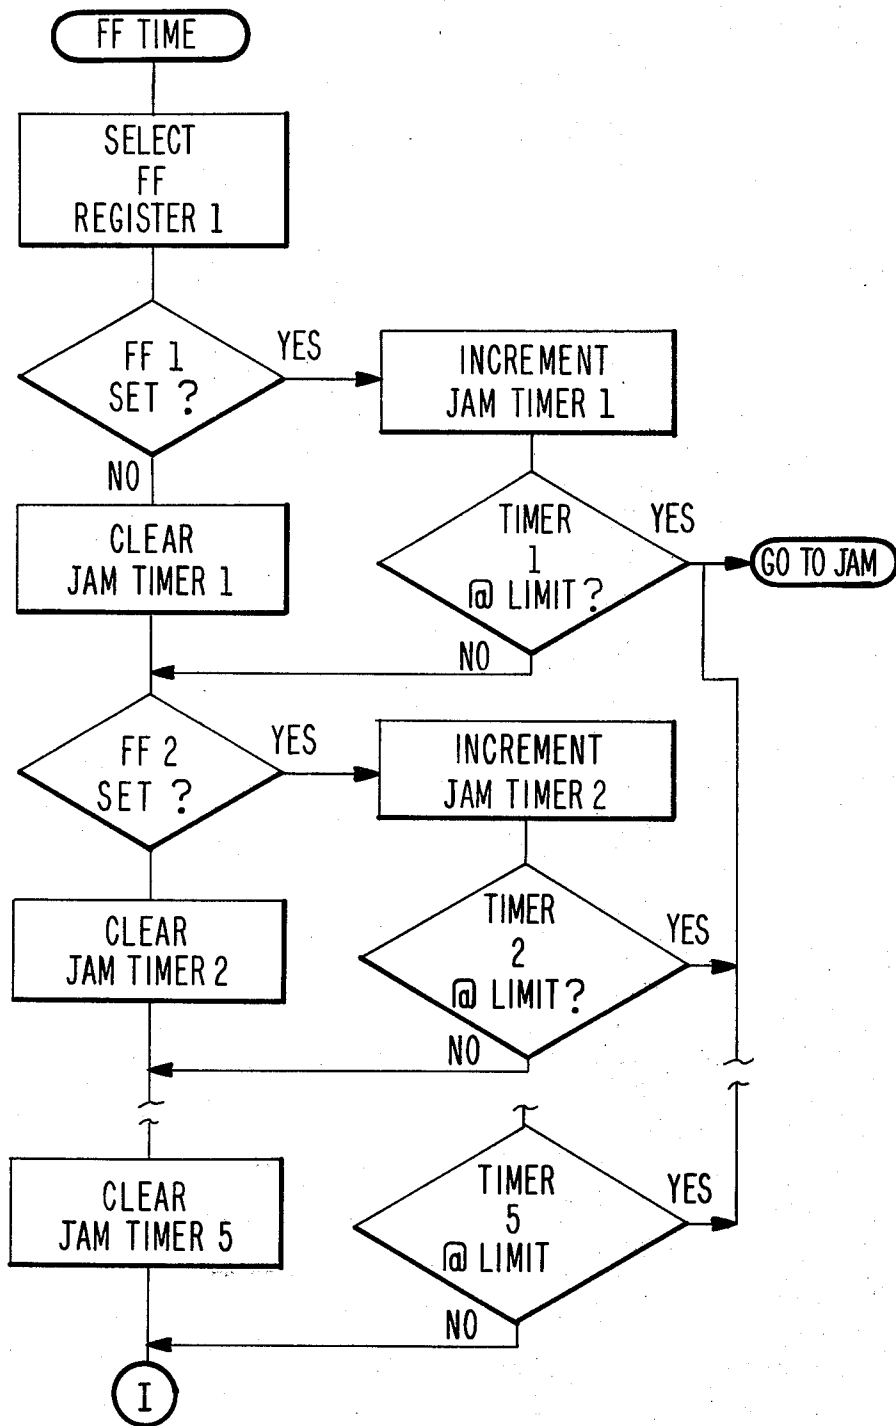 FF TIME
SELECT
FF
REGISTER 1
FF 1
SET ?
YES
INCREMENT
JAM TIMER 1
NO
CLEAR
JAM TIMER 1
TIMER
1
@ LIMIT ?
YES
GO TO JAM
NO
FF 2
SET ?
YES
INCREMENT
JAM TIMER 2
CLEAR
JAM TIMER 2
TIMER
2
@ LIMIT ?
YES
NO
CLEAR
JAM TIMER 5
TIMER
5
@ LIMIT
YES
NO
I